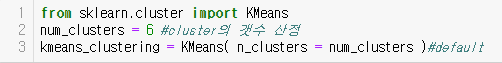 1 from sklearn.cluster import KMeans
2 num_clusters = 6 #cluster의 갯수 산정
3 kmeans_clustering = KMeans( n_clusters = num_clusters )#default